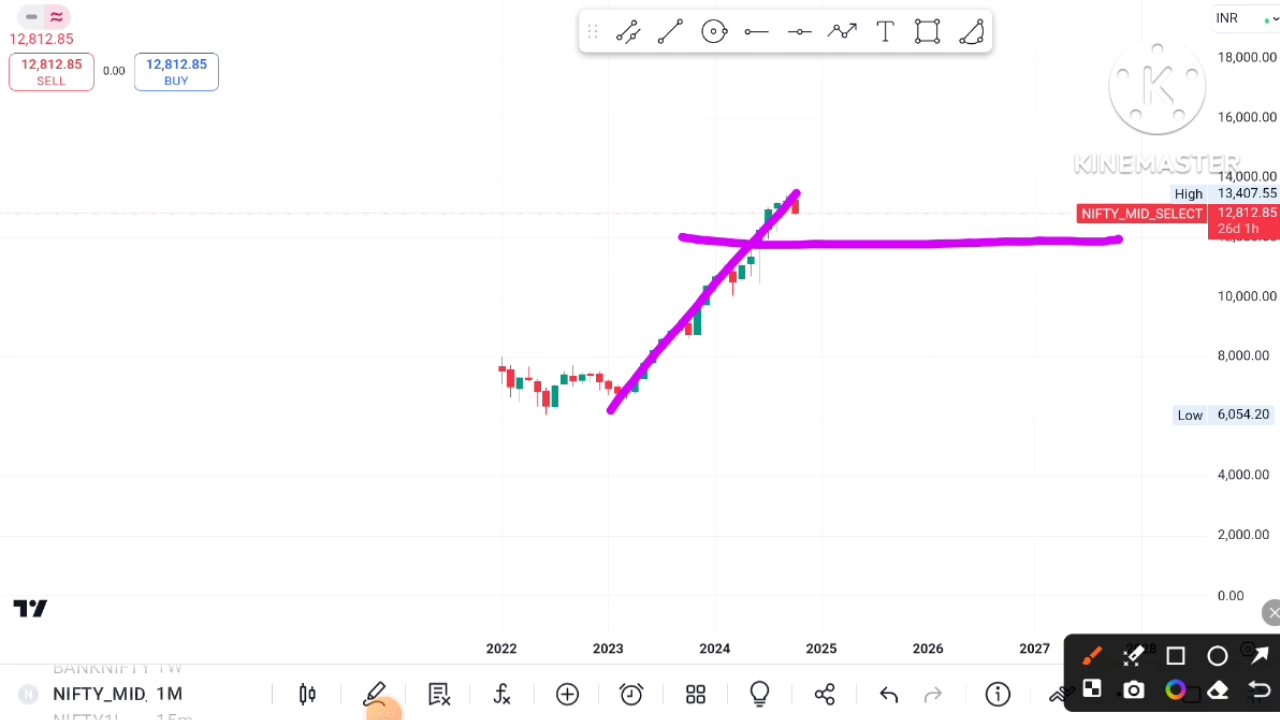 12,812.85
12,812.85
SELL
0.00
12,812.85
BUY
INR
18,000.00
K
16,000.00
KINEMASTER
14,000.00
High 13,407.55
NIFTY_MID_SELECT 12,812.85
26d 1h
10,000.00
8,000.00
Low 6,054.20
4,000.00
2,000.00
0.00
2022 2023 2024 2025 2026 2027
BANKNIFTY 1W
N NIFTY_MID, 1M